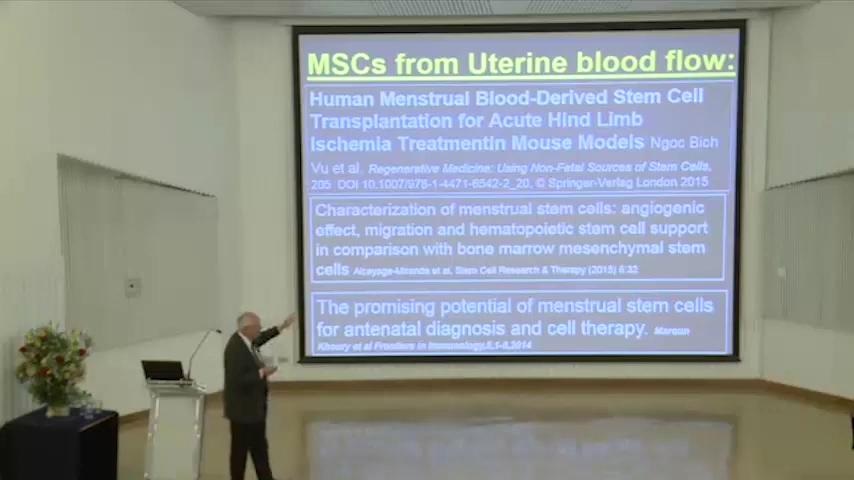 MSCs from Uterine blood flow:
Human Menstrual Blood-Derived Stem Cell
Transplantation for Acute Hind Limb
Ischemia Treatmentin Mouse Models Ngoc Bich
Vu et al. Regenerative Medicine: Using Non-Fetal Sources of Stem Cells,
205 DOI 10.1007/978-1-4471-6542-2_20, © Springer-Verlag London 2015
Characterization of menstrual stem cells: angiogenic
effect, migration and hematopoietic stem cell support
in comparison with bone marrow mesenchymal stem
cells Alcayaga-Miranda et al. Stem Cell Research & Therapy (2015) 6:32
The promising potential of menstrual stem cells
for antenatal diagnosis and cell therapy. Maroun
Khoury et al Frontiers in Immunology,5,1-8,2014